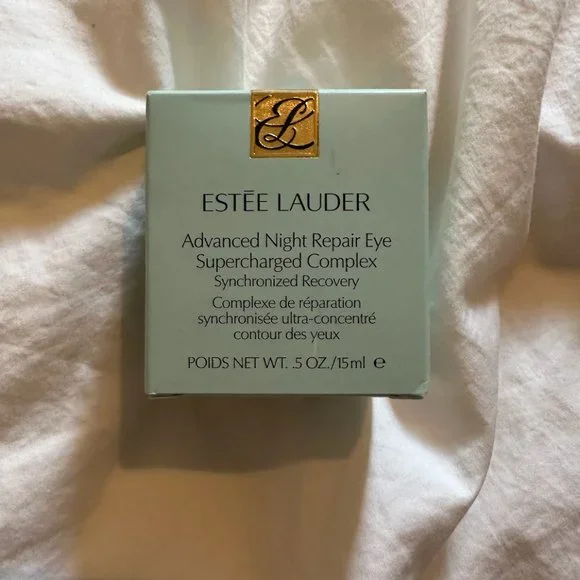 EL
ESTĒE LAUDER
Advanced Night Repair Eye
Supercharged Complex
Synchronized Recovery
Complexe de réparation
synchronisée ultra-concentré
contour des yeux
POIDS NET WT. .5 OZ./15ml ℮